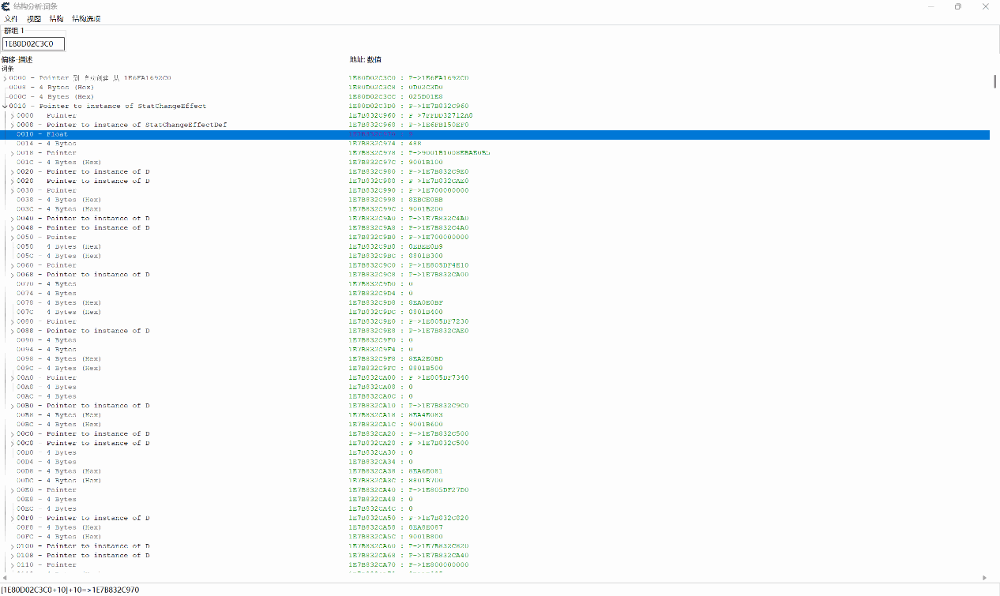 结构分析:词条
文件 视图 结构 结构选项
群组 1
1E80D02C3C0
偏移-描述 地址: 数值
词条
0000 - Pointer 到 自动创建 从 1E6FA1692C0 1E80D02C3C0 : P->1E6FA1692C0
0008 - 4 Bytes (Hex) 1E80D02C3C8 : 0D02C3D0
000C - 4 Bytes (Hex) 1E80D02C3CC : 025D01E8
0010 - Pointer to instance of StatChangeEffect 1E80D02C3D0 : P->1E7B832C960
0000 - Pointer 1E7B832C960 : P->7FFDD32712A8
0008 - Pointer to instance of StatChangeEffectDef 1E7B832C968 : P->1E6FB150EF0
0010 - Float
0014 - 4 Bytes 1E7B832C974 : 488
0018 - Pointer 1E7B832C978 : P->9001B1008EBAE0B5
001C - 4 Bytes (Hex) 1E7B832C97C : 9001B100
0020 - Pointer to instance of D 1E7B832C980 : P->1E7B832C9E0
0028 - Pointer to instance of D 1E7B832C988 : P->1E7B832CAE0
0030 - Pointer 1E7B832C990 : P->1E700000000
0038 - 4 Bytes (Hex) 1E7B832C998 : 8EBCE0BB
003C - 4 Bytes (Hex) 1E7B832C99C : 9001B200
0040 - Pointer to instance of D 1E7B832C9A0 : P->1E7B832C4A0
0048 - Pointer to instance of D 1E7B832C9A8 : P->1E7B832C4A0
0050 - Pointer 1E7B832C9B0 : P->1E700000000
0058 - 4 Bytes (Hex) 1E7B832C9B8 : 8EBEE0B9
005C - 4 Bytes (Hex) 1E7B832C9BC : 8801B300
0060 - Pointer 1E7B832C9C0 : P->1E805DF4E10
0068 - Pointer to instance of D 1E7B832C9C8 : P->1E7B832CA00
0070 - 4 Bytes 1E7B832C9D0 : 0
0074 - 4 Bytes 1E7B832C9D4 : 0
0078 - 4 Bytes (Hex) 1E7B832C9D8 : 8EA0E0BF
007C - 4 Bytes (Hex) 1E7B832C9DC : 8801B400
0080 - Pointer 1E7B832C9E0 : P->1E805DF7230
0088 - Pointer to instance of D 1E7B832C9E8 : P->1E7B832CAE0
0090 - 4 Bytes 1E7B832C9F0 : 0
0094 - 4 Bytes 1E7B832C9F4 : 0
0098 - 4 Bytes (Hex) 1E7B832C9F8 : 8EA2E0BD
009C - 4 Bytes (Hex) 1E7B832C9FC : 8801B500
00A0 - Pointer 1E7B832CA00 : P->1E805DF7340
00A8 - 4 Bytes 1E7B832CA08 : 0
00AC - 4 Bytes 1E7B832CA0C : 0
00B0 - Pointer to instance of D 1E7B832CA10 : P->1E7B832C9C0
00B8 - 4 Bytes (Hex) 1E7B832CA18 : 8EA4E083
00BC - 4 Bytes (Hex) 1E7B832CA1C : 9001B600
00C0 - Pointer to instance of D 1E7B832CA20 : P->1E7B832C500
00C8 - Pointer to instance of D 1E7B832CA28 : P->1E7B832C500
00D0 - 4 Bytes 1E7B832CA30 : 0
00D4 - 4 Bytes 1E7B832CA34 : 0
00D8 - 4 Bytes (Hex) 1E7B832CA38 : 8EA6E081
00DC - 4 Bytes (Hex) 1E7B832CA3C : 8801B700
00E0 - Pointer 1E7B832CA40 : P->1E805DF27D0
00E8 - 4 Bytes 1E7B832CA48 : 0
00EC - 4 Bytes 1E7B832CA4C : 0
00F0 - Pointer to instance of D 1E7B832CA50 : P->1E7B832C820
00F8 - 4 Bytes (Hex) 1E7B832CA58 : 8EA8E087
00FC - 4 Bytes (Hex) 1E7B832CA5C : 9001B800
0100 - Pointer to instance of D 1E7B832CA60 : P->1E7B832C820
0108 - Pointer to instance of D 1E7B832CA68 : P->1E7B832CA40
0110 - Pointer 1E7B832CA70 : P->1E800000000
[1E80D02C3C0+10]+10=>1E7B832C970